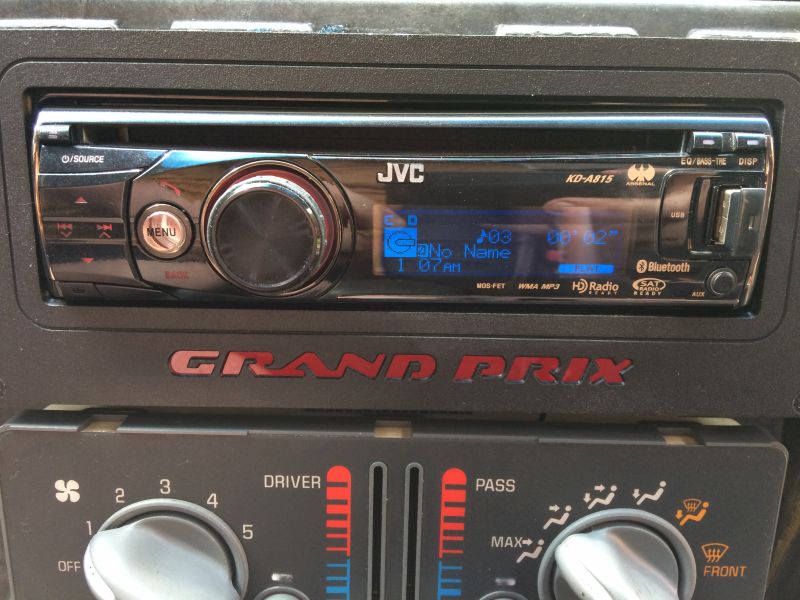 ⏻/SOURCE
JVC
KD-A815
ARSENAL
EQ/BASS-TRE
DISP
MENU
BACK
USB
CD
♪03 00'02"
No Name
1 07AM
FLAT
Bluetooth
MOS-FET
WMA MP3
HD Radio
READY
SAT
RADIO
READY
AUX
GRAND PRIX
DRIVER
PASS
OFF
1
2
3
4
5
MAX
FRONT